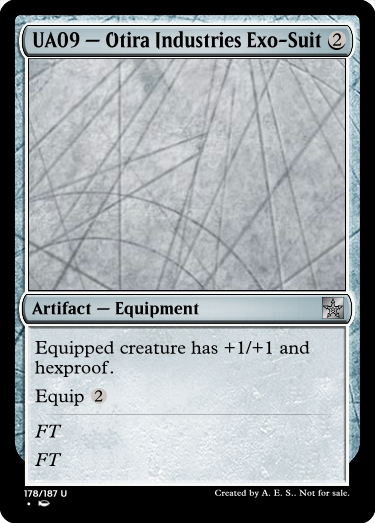 UA09 — Otira Industries Exo-Suit 2
Artifact — Equipment
Equipped creature has +1/+1 and
hexproof.
Equip 2
FT
FT
178/187 U
Created by A. E. S.. Not for sale.